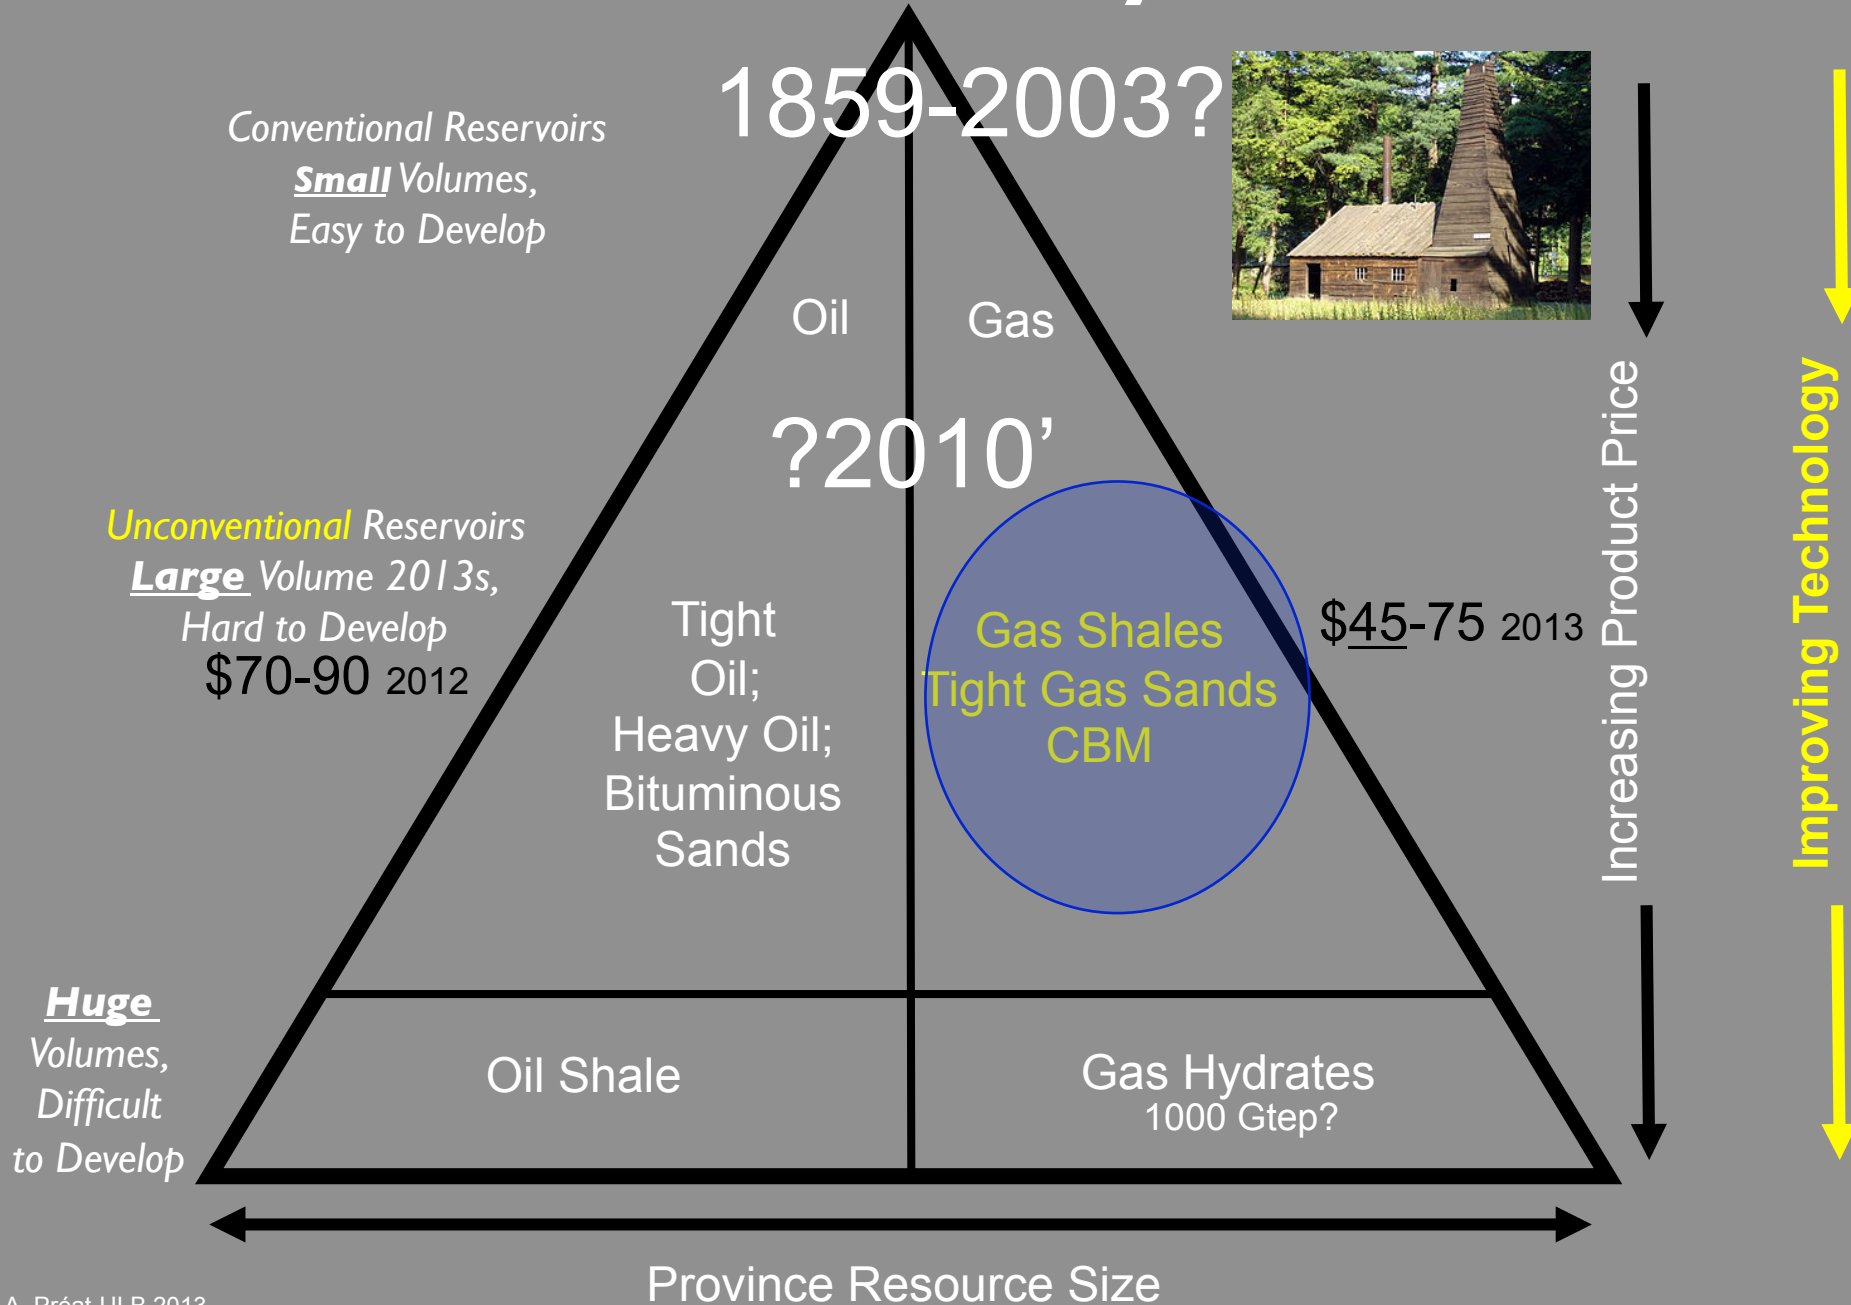 1859-2003?
Conventional Reservoirs
Small Volumes,
Easy to Develop
Oil
Gas
?2010’
Unconventional Reservoirs
Large Volume 2013s,
Hard to Develop
$70-90 2012
Tight
Oil;
Heavy Oil;
Bituminous
Sands
Gas Shales
Tight Gas Sands
CBM
$45-75 2013
Increasing Product Price
Improving Technology
Huge
Volumes,
Difficult
to Develop
Oil Shale
Gas Hydrates
1000 Gtep?
Province Resource Size
A. Préat ULB 2013